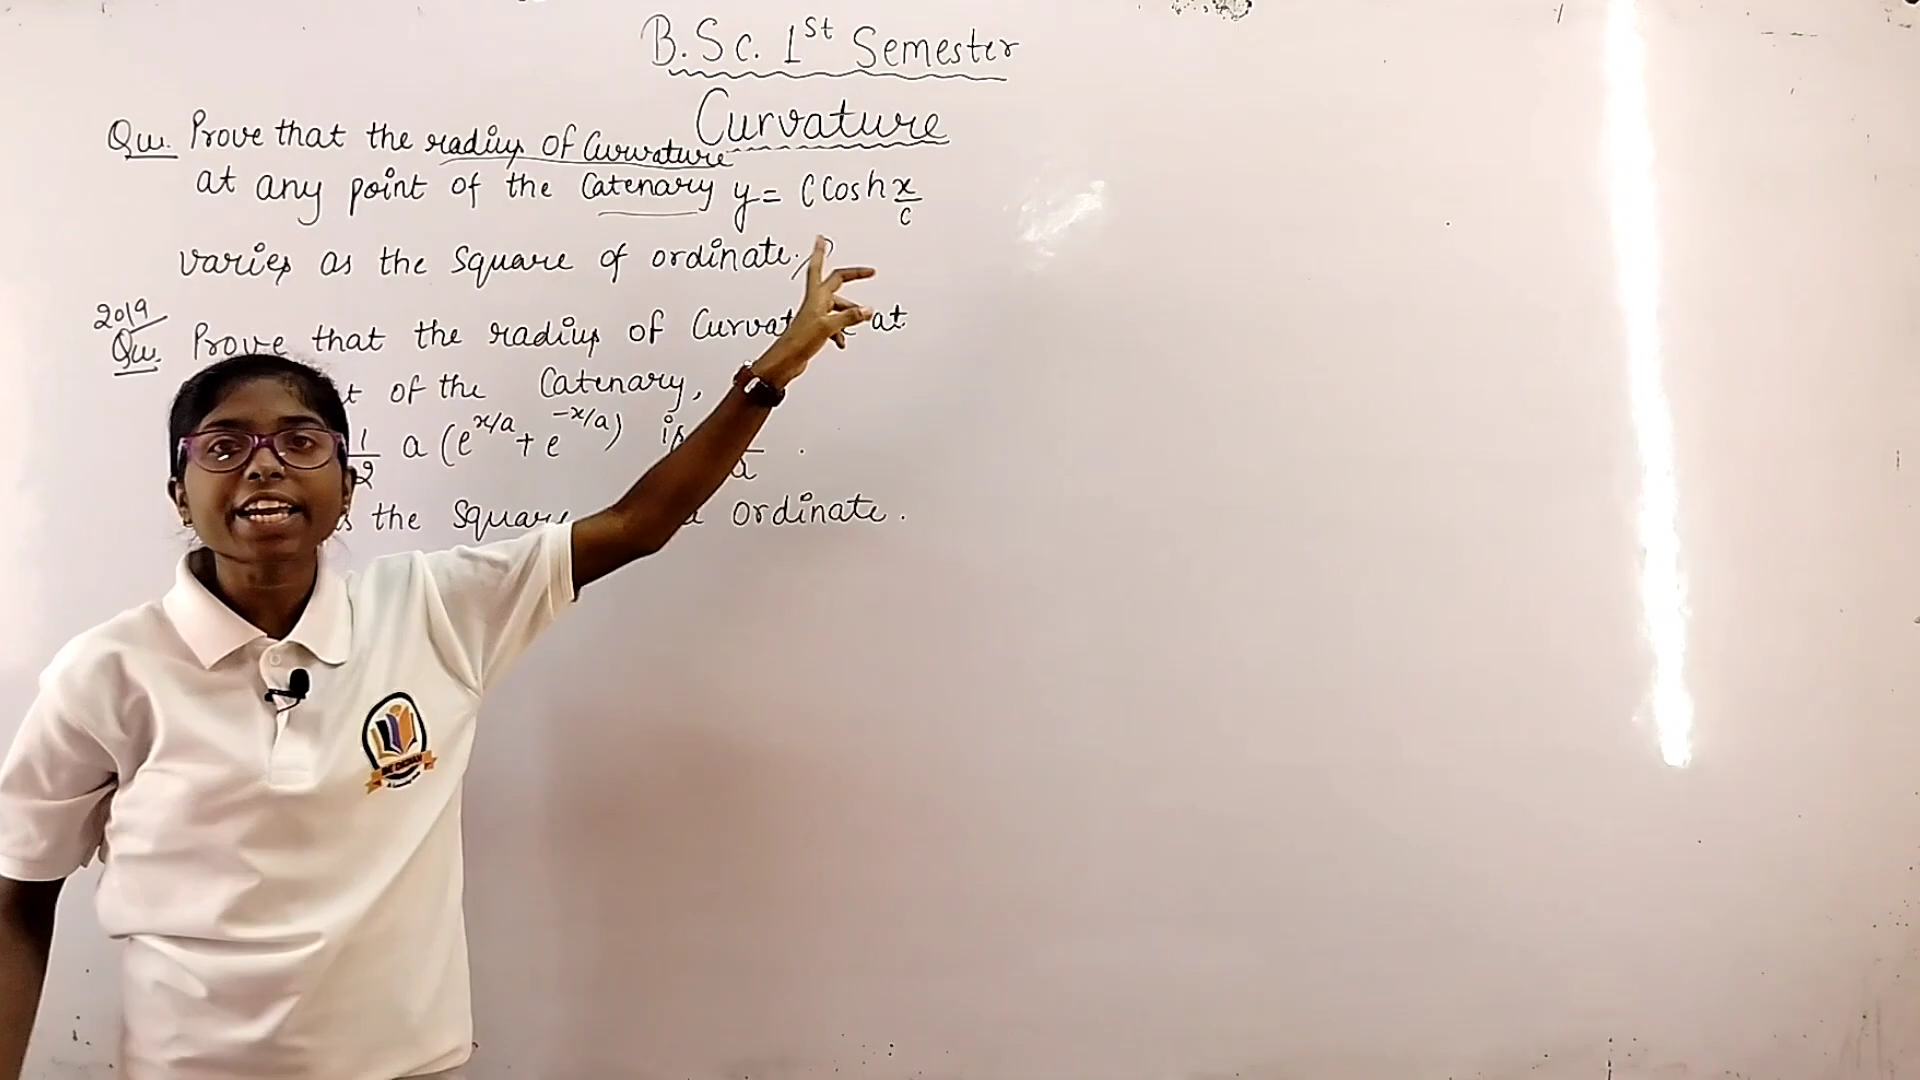 B.Sc. 1st Semester
Curvature
Qu. Prove that the radius of Curvature
at any point of the Catenary y = C Cosh x/c
varies as the square of ordinate.
2019
Qu. Prove that the radius of at
of the Catenary,
1/2 a (e^x/a + e^-x/a) is
the Square ordinate.